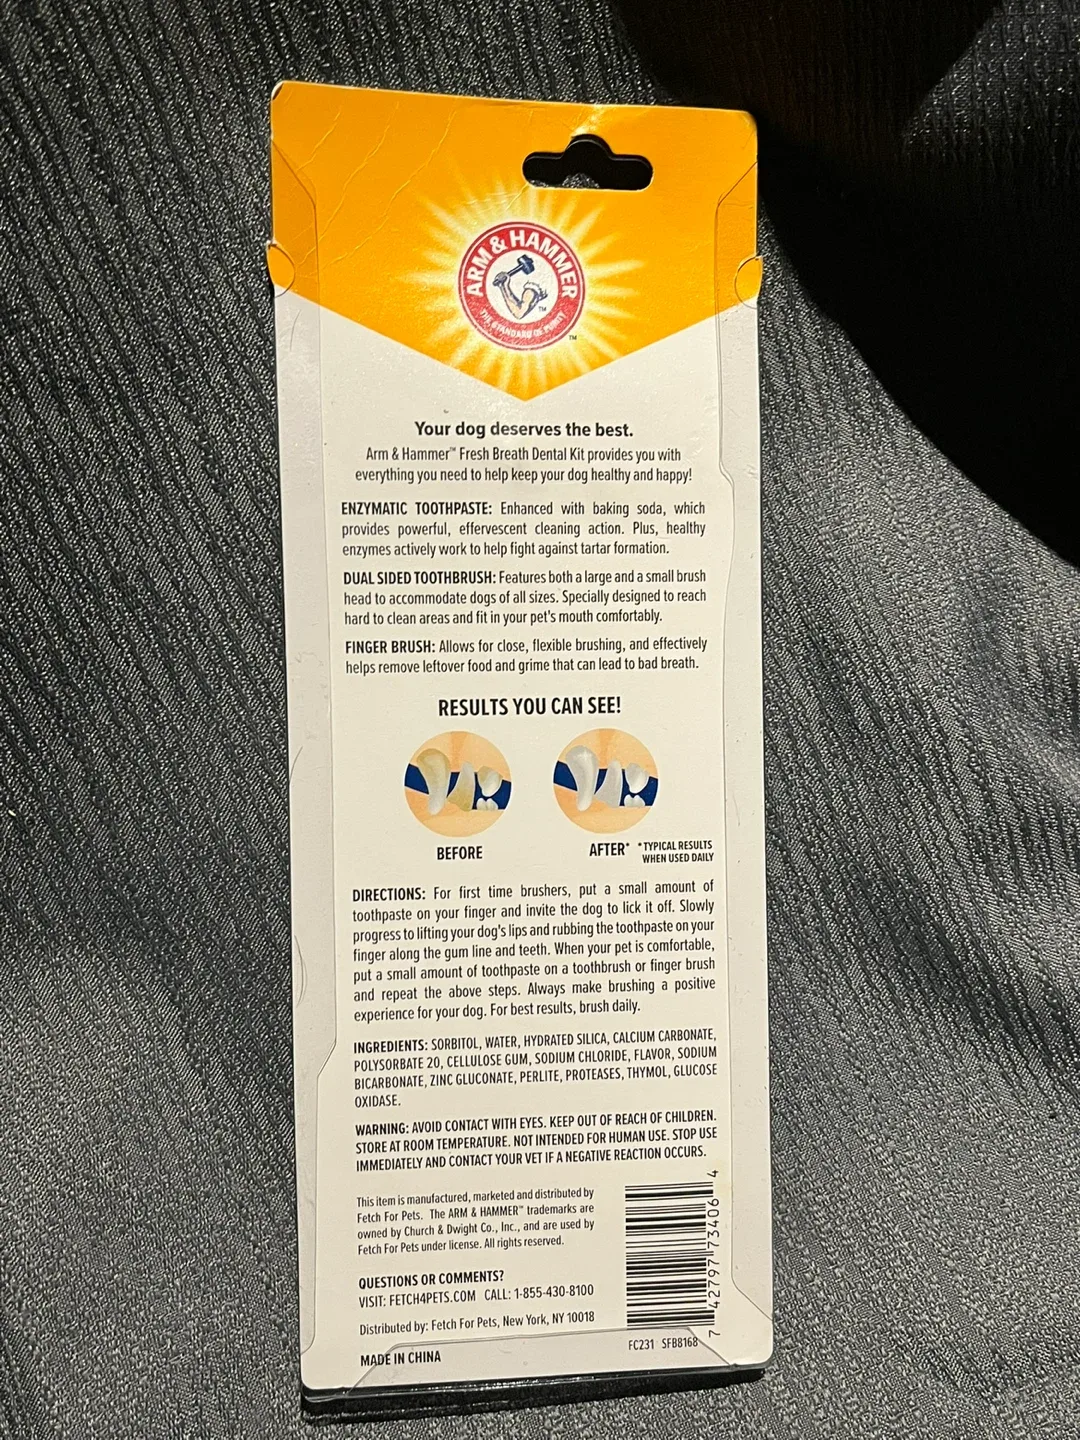 ARM & HAMMER
THE STANDARD OF PURITY
TM
TM
Your dog deserves the best.
Arm & Hammer™ Fresh Breath Dental Kit provides you with
everything you need to help keep your dog healthy and happy!
ENZYMATIC TOOTHPASTE: Enhanced with baking soda, which
provides powerful, effervescent cleaning action. Plus, healthy
enzymes actively work to help fight against tartar formation.
DUAL SIDED TOOTHBRUSH: Features both a large and a small brush
head to accommodate dogs of all sizes. Specially designed to reach
hard to clean areas and fit in your pet's mouth comfortably.
FINGER BRUSH: Allows for close, flexible brushing, and effectively
helps remove leftover food and grime that can lead to bad breath.
RESULTS YOU CAN SEE!
BEFORE
AFTER*
*TYPICAL RESULTS
WHEN USED DAILY
DIRECTIONS: For first time brushers, put a small amount of
toothpaste on your finger and invite the dog to lick it off. Slowly
progress to lifting your dog's lips and rubbing the toothpaste on your
finger along the gum line and teeth. When your pet is comfortable,
put a small amount of toothpaste on a toothbrush or finger brush
and repeat the above steps. Always make brushing a positive
experience for your dog. For best results, brush daily.
INGREDIENTS: SORBITOL, WATER, HYDRATED SILICA, CALCIUM CARBONATE,
POLYSORBATE 20, CELLULOSE GUM, SODIUM CHLORIDE, FLAVOR, SODIUM
BICARBONATE, ZINC GLUCONATE, PERLITE, PROTEASES, THYMOL, GLUCOSE
OXIDASE.
WARNING: AVOID CONTACT WITH EYES. KEEP OUT OF REACH OF CHILDREN.
STORE AT ROOM TEMPERATURE. NOT INTENDED FOR HUMAN USE. STOP USE
IMMEDIATELY AND CONTACT YOUR VET IF A NEGATIVE REACTION OCCURS.
This item is manufactured, marketed and distributed by
Fetch For Pets. The ARM & HAMMER™ trademarks are
owned by Church & Dwight Co., Inc., and are used by
Fetch For Pets under license. All rights reserved.
QUESTIONS OR COMMENTS?
VISIT: FETCH4PETS.COM CALL: 1-855-430-8100
Distributed by: Fetch For Pets, New York, NY 10018
MADE IN CHINA
7 42797 73406 4
FC231 SFB8168